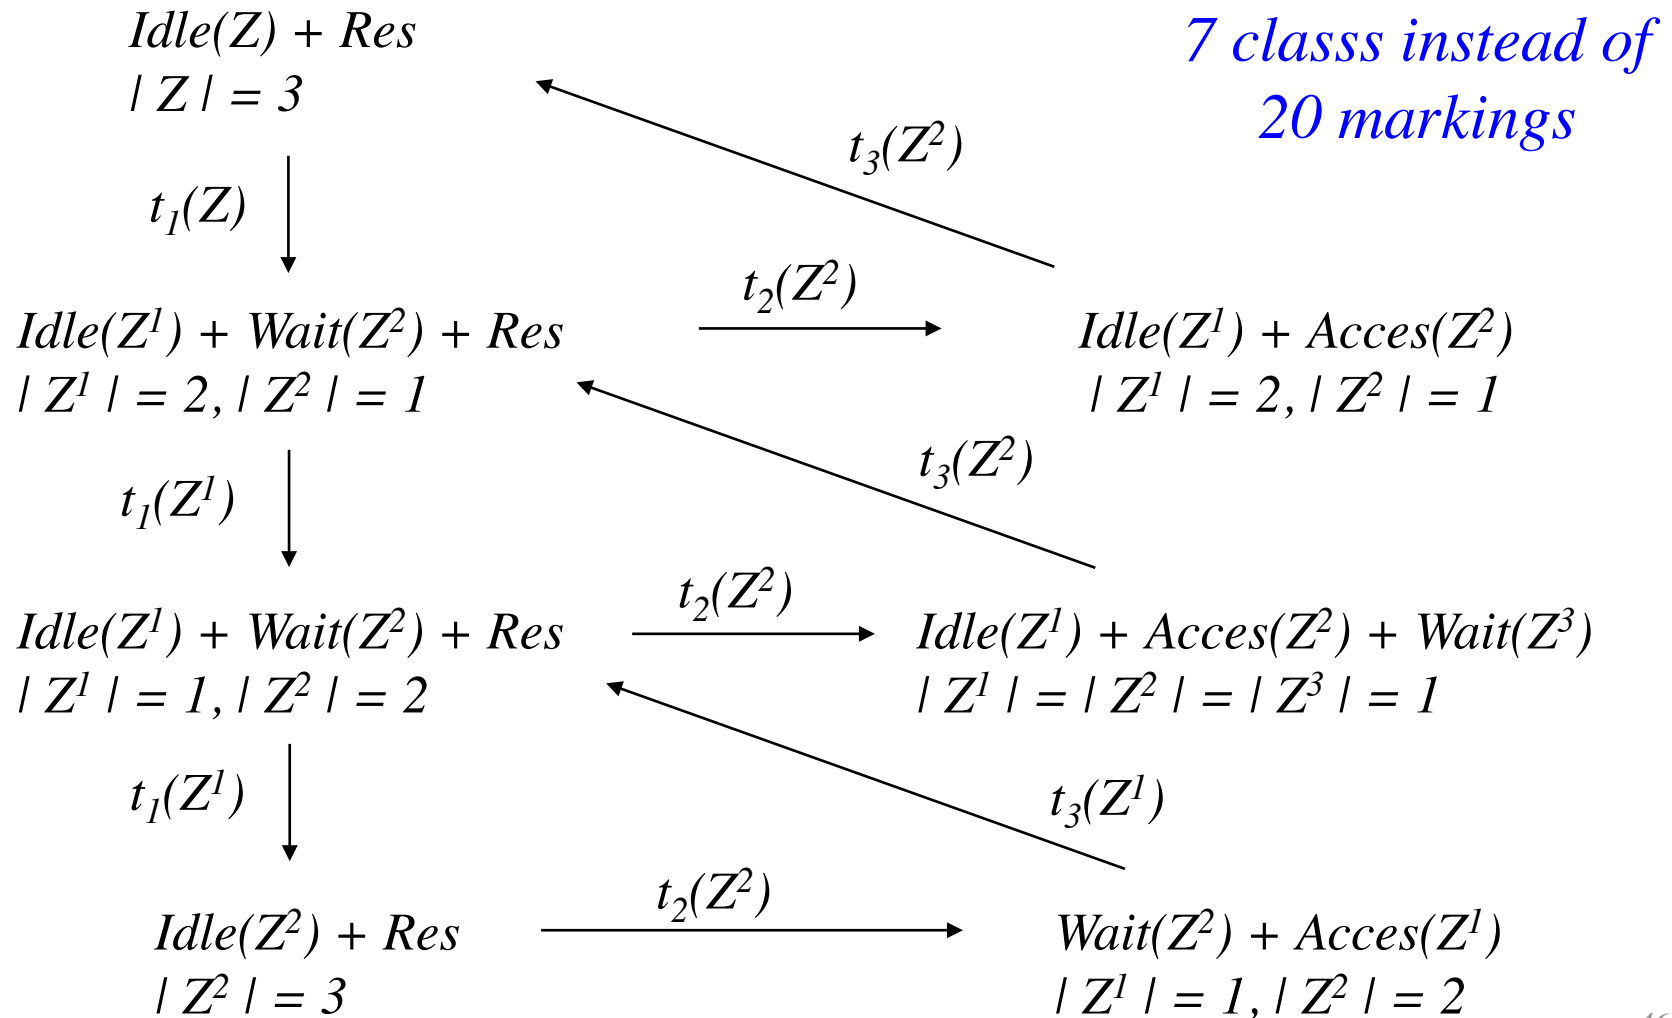 Idle(Z) + Res
| Z | = 3
7 classs instead of
20 markings
t₃(Z²)
t₁(Z)
t₂(Z²)
Idle(Z¹) + Wait(Z²) + Res
| Z¹ | = 2, | Z² | = 1
Idle(Z¹) + Acces(Z²)
| Z¹ | = 2, | Z² | = 1
t₃(Z²)
t₁(Z¹)
t₂(Z²)
Idle(Z¹) + Wait(Z²) + Res
| Z¹ | = 1, | Z² | = 2
Idle(Z¹) + Acces(Z²) + Wait(Z³)
| Z¹ | = | Z² | = | Z³ | = 1
t₁(Z¹)
t₃(Z¹)
t₂(Z²)
Idle(Z²) + Res
| Z² | = 3
Wait(Z²) + Acces(Z¹)
| Z¹ | = 1, | Z² | = 2